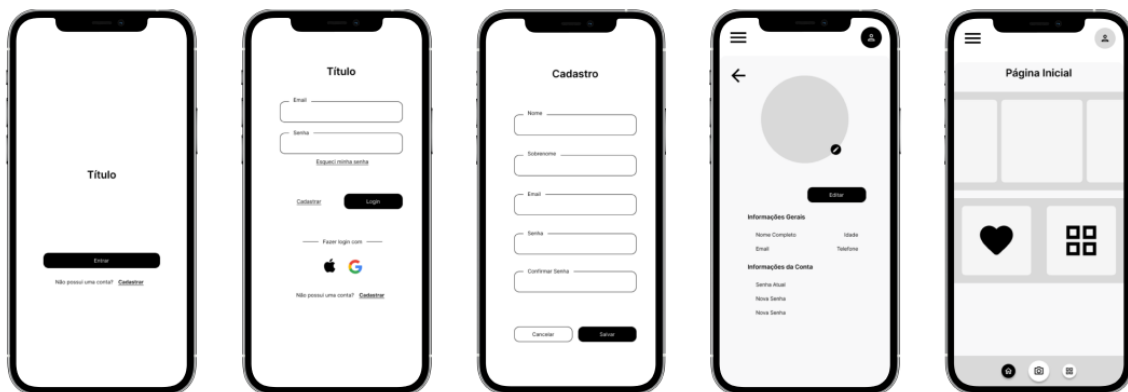 Título
Entrar
Não possui uma conta? Cadastrar
Título
Email
Senha
Esqueci minha senha
Cadastrar
Login
Fazer login com
Não possui uma conta? Cadastrar
Cadastro
Nome
Sobrenome
Email
Senha
Confirmar Senha
Cancelar
Salvar
Editar
Informações Gerais
Nome Completo Idade
Email Telefone
Informações da Conta
Senha Atual
Nova Senha
Nova Senha
Página Inicial